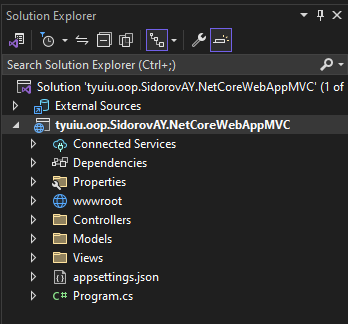 Solution Explorer
Search Solution Explorer (Ctrl+;)
Solution 'tyuiu.oop.SidorovAY.NetCoreWebAppMVC' (1 of
External Sources
tyuiu.oop.SidorovAY.NetCoreWebAppMVC
Connected Services
Dependencies
Properties
wwwroot
Controllers
Models
Views
appsettings.json
C# Program.cs